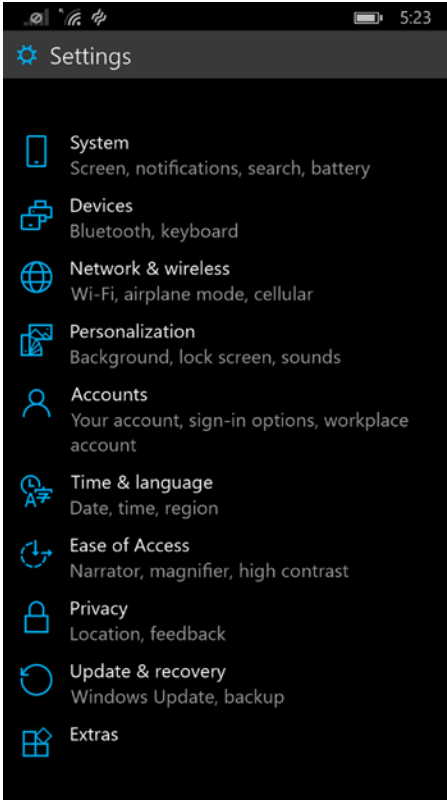 5:23
Settings
System
Screen, notifications, search, battery
Devices
Bluetooth, keyboard
Network & wireless
Wi-Fi, airplane mode, cellular
Personalization
Background, lock screen, sounds
Accounts
Your account, sign-in options, workplace
account
Time & language
Date, time, region
Ease of Access
Narrator, magnifier, high contrast
Privacy
Location, feedback
Update & recovery
Windows Update, backup
Extras